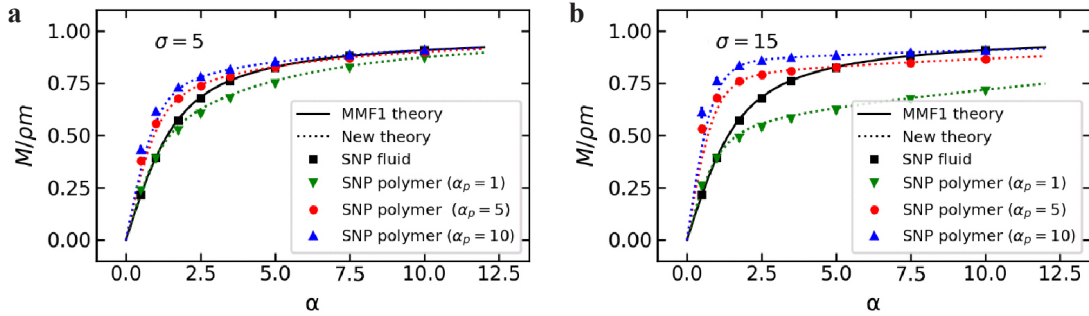 a
σ = 5
M/ρm
1.00
0.75
0.50
0.25
0.00
MMF1 theory
New theory
SNP fluid
SNP polymer (αp = 1)
SNP polymer (αp = 5)
SNP polymer (αp = 10)
0.0 2.5 5.0 7.5 10.0 12.5
α
b
σ = 15
M/ρm
1.00
0.75
0.50
0.25
0.00
MMF1 theory
New theory
SNP fluid
SNP polymer (αp = 1)
SNP polymer (αp = 5)
SNP polymer (αp = 10)
0.0 2.5 5.0 7.5 10.0 12.5
α